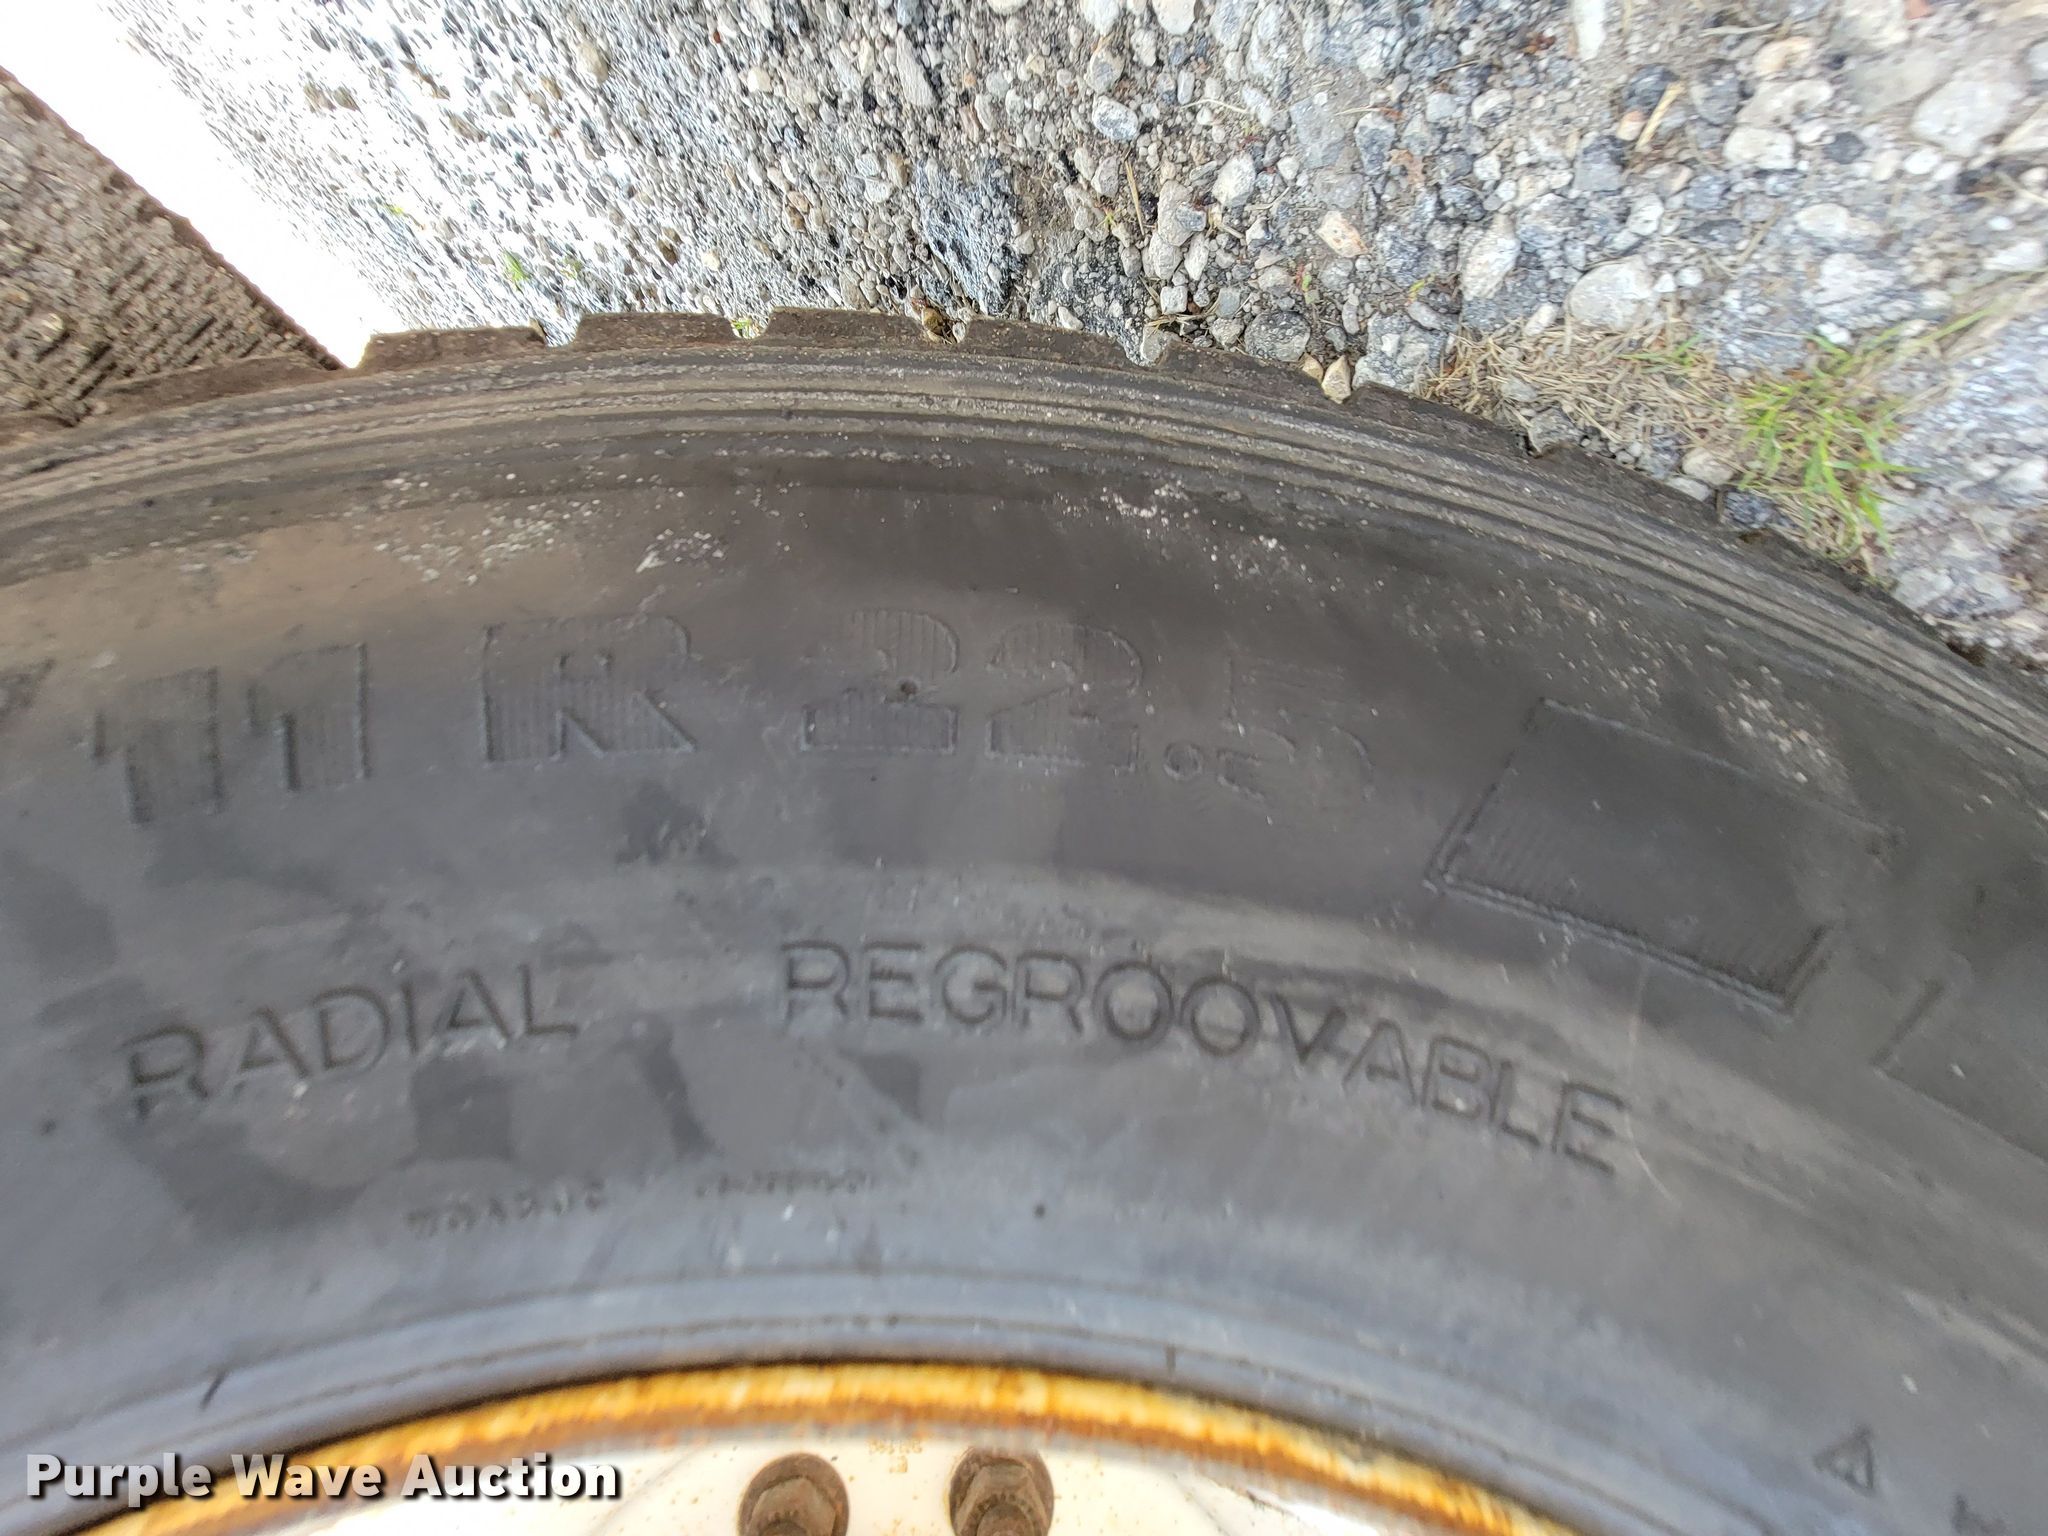 11 R 22.5
RADIAL REGROOVABLE
Purple Wave Auction